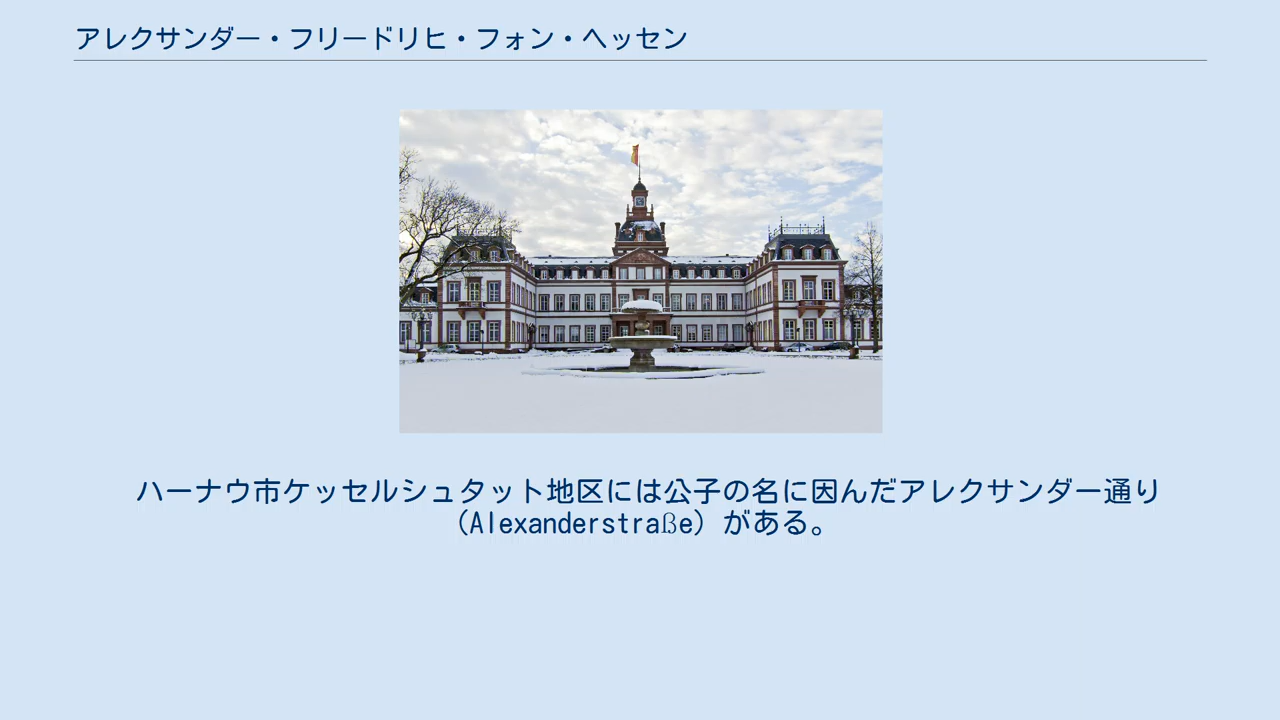 アレクサンダー・フリードリヒ・フォン・ヘッセン
ハーナウ市ケッセルシュタット地区には公子の名に因んだアレクサンダー通り
（Alexanderstraße）がある。